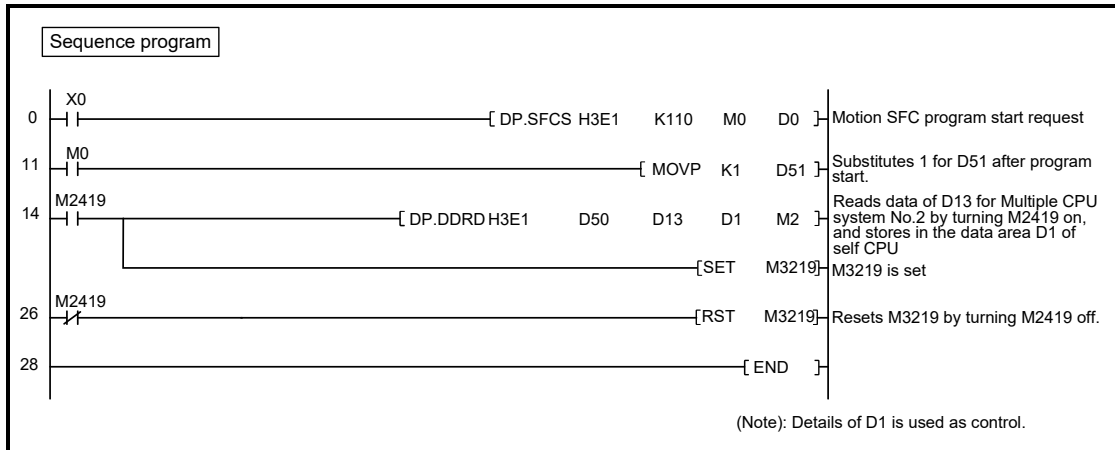 Sequence program
X0
0 DP.SFCS H3E1 K110 M0 D0 Motion SFC program start request
M0
11 MOVP K1 D51 Substitutes 1 for D51 after program
start.
M2419
14 DP.DDRD H3E1 D50 D13 D1 M2 Reads data of D13 for Multiple CPU
system No.2 by turning M2419 on,
and stores in the data area D1 of
self CPU
SET M3219 M3219 is set
M2419
26 RST M3219 Resets M3219 by turning M2419 off.
28 END
(Note): Details of D1 is used as control.